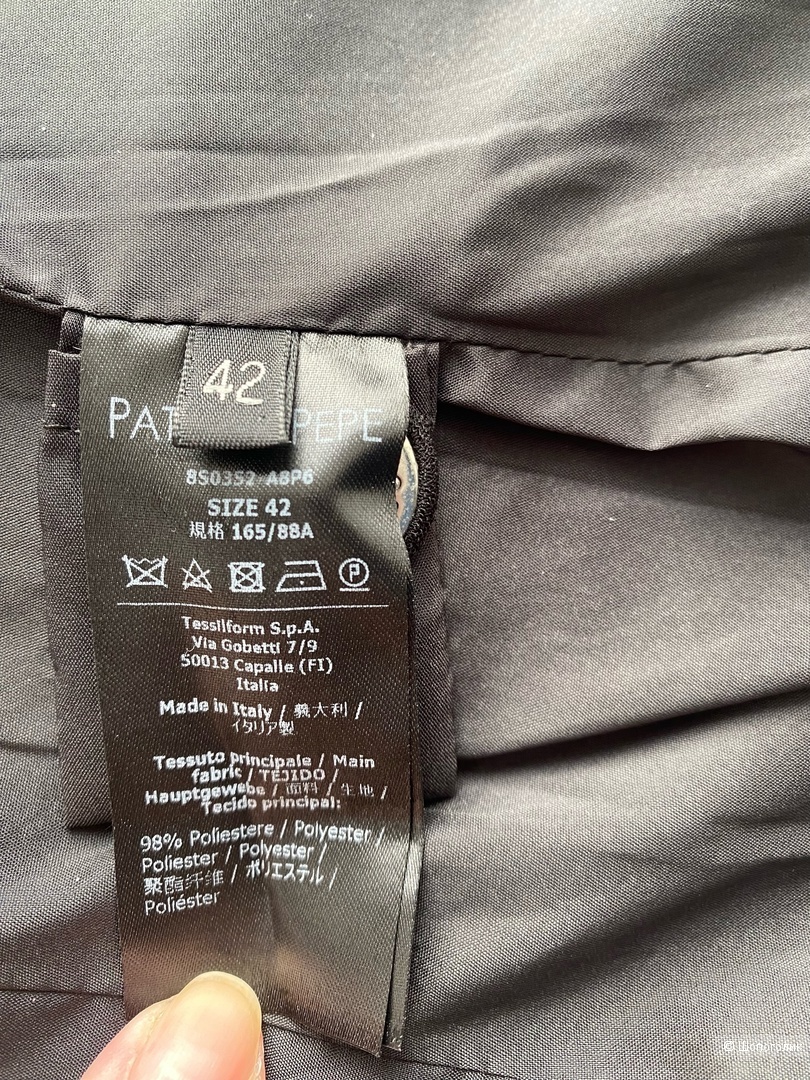 42
PAT PEPE
8S0352 A8P6
SIZE 42
規格 165/88A
P
Tessilform S.p.A.
Via Gobetti 7/9
50013 Capalle (FI)
Italia
Made in Italy / 義大利 /
イタリア製
Tessuto principale / Main
fabric / TEJIDO /
Hauptgewebe / 面料 / 生地 /
Tecido principal:
98% Poliestere / Polyester /
Poliester / Polyester /
聚酯纤维 / ポリエステル /
Poliéster